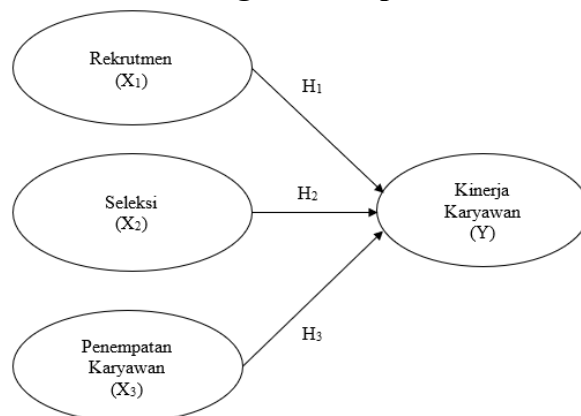 Rekrutmen
(X₁)
H₁
Seleksi
(X₂)
H₂
Kinerja
Karyawan
(Y)
H₃
Penempatan
Karyawan
(X₃)